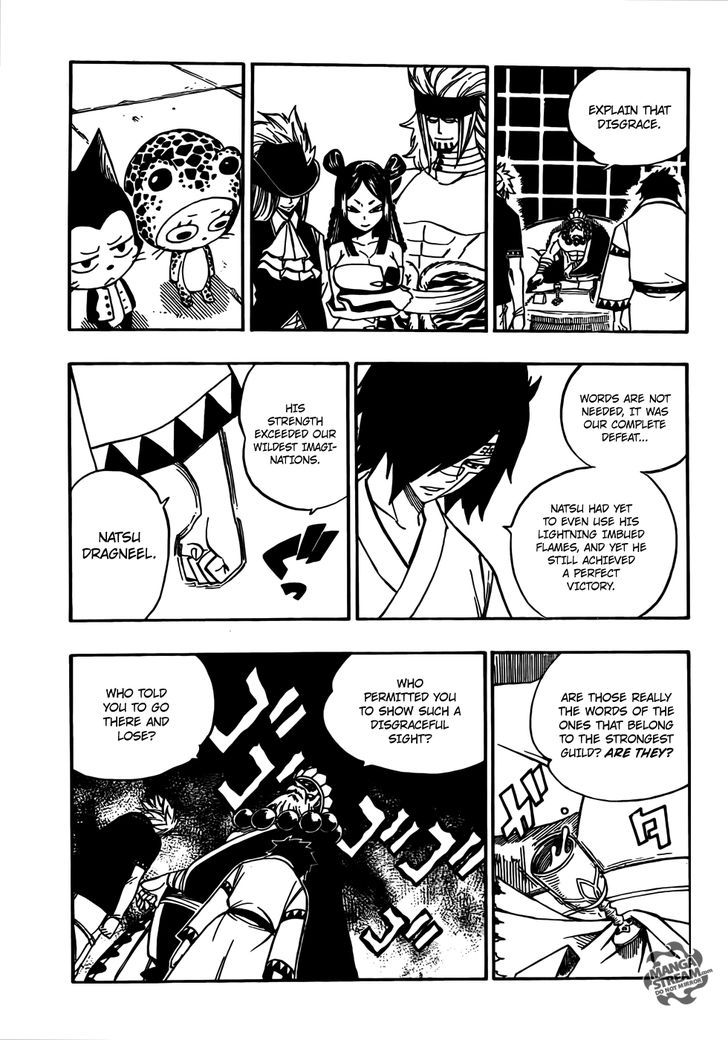 EXPLAIN THAT
DISGRACE.
WORDS ARE NOT
NEEDED, IT WAS
OUR COMPLETE
DEFEAT...
NATSU HAD YET
TO EVEN USE HIS
LIGHTNING IMBUED
FLAMES, AND YET HE
STILL ACHIEVED
A PERFECT
VICTORY.
HIS
STRENGTH
EXCEEDED OUR
WILDEST IMAGI-
NATIONS.
NATSU
DRAGNEEL.
ARE THOSE REALLY
THE WORDS OF THE
ONES THAT BELONG
TO THE STRONGEST
GUILD? ARE THEY?
ガタ
WHO
PERMITTED YOU
TO SHOW SUCH A
DISGRACEFUL
SIGHT?
WHO TOLD
YOU TO GO
THERE AND
LOSE?
MANGA
STREAM.COM
DO NOT MIRROR